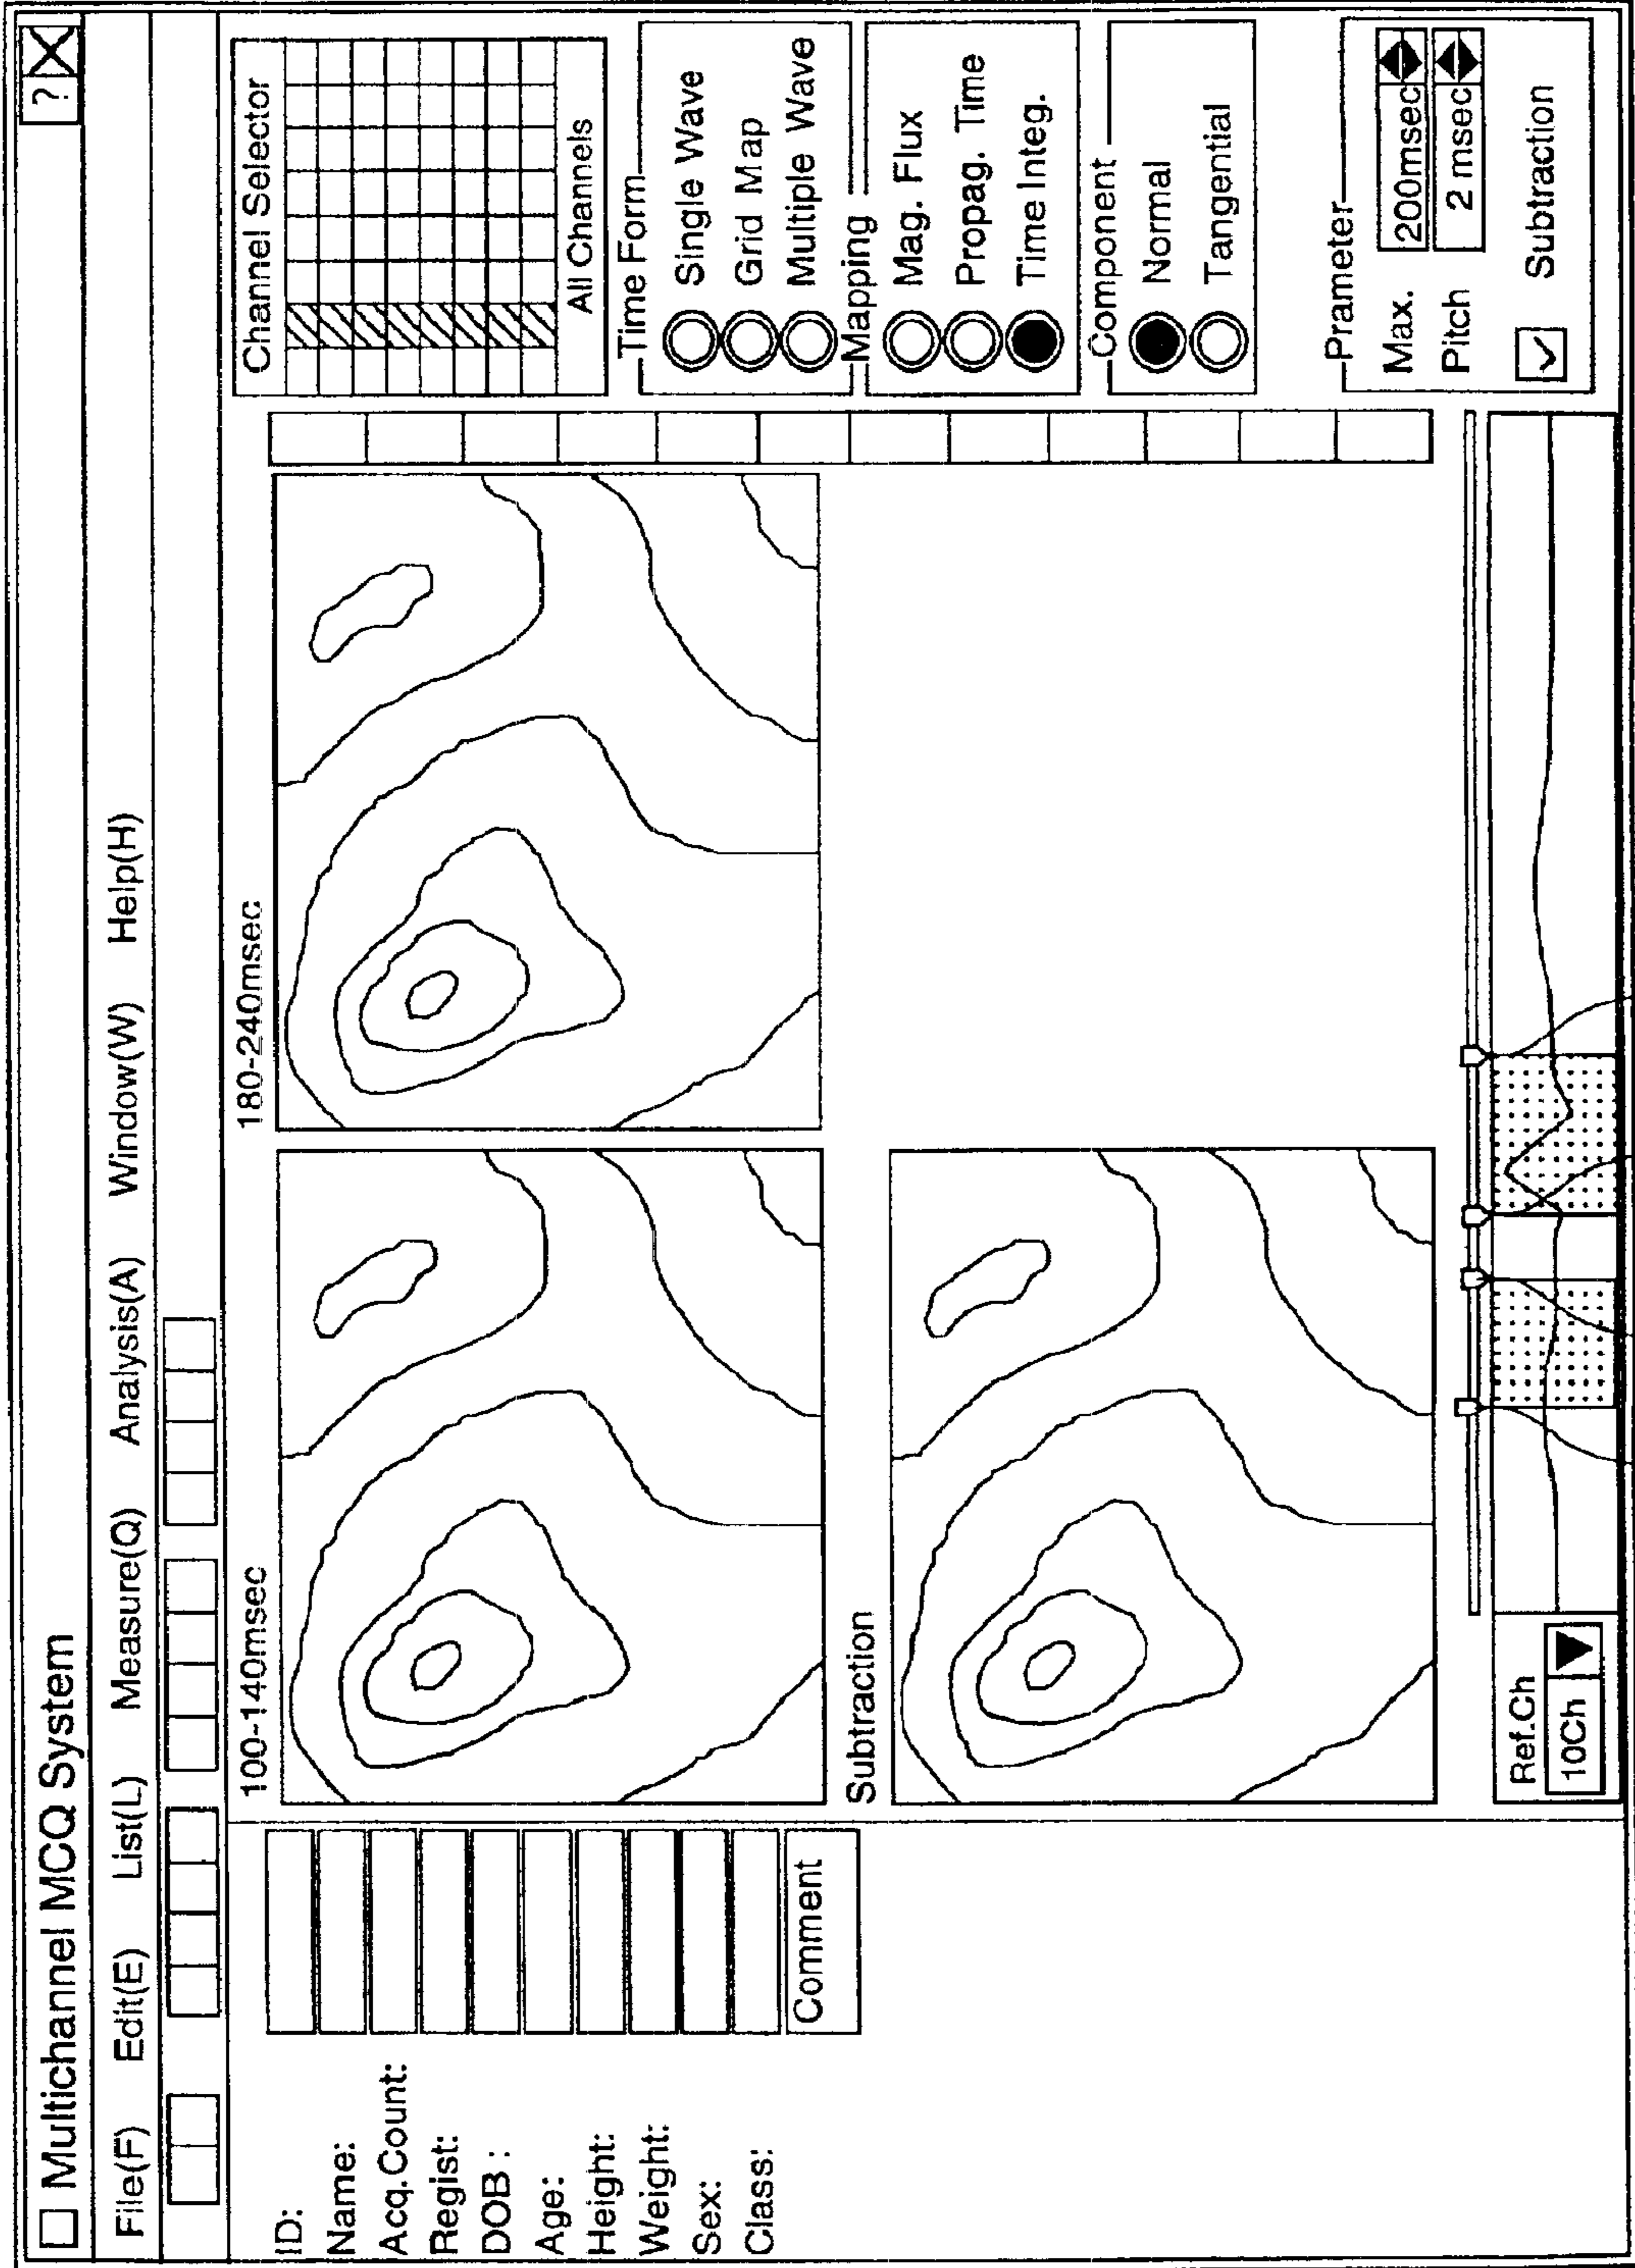 Multichannel MCQ System
? X
File(F) Edit(E) List(L) Measure(Q) Analysis(A) Window(W) Help(H)
ID:
Name:
Acq.Count:
Regist:
DOB :
Age:
Height:
Weight:
Sex:
Class:
Comment
100-140msec
180-240msec
Subtraction
Ref.Ch
10Ch
Channel Selector
All Channels
Time Form
Single Wave
Grid Map
Multiple Wave
Mapping
Mag. Flux
Propag. Time
Time Integ.
Component
Normal
Tangential
Prameter
Max. 200msec
Pitch 2 msec
Subtraction